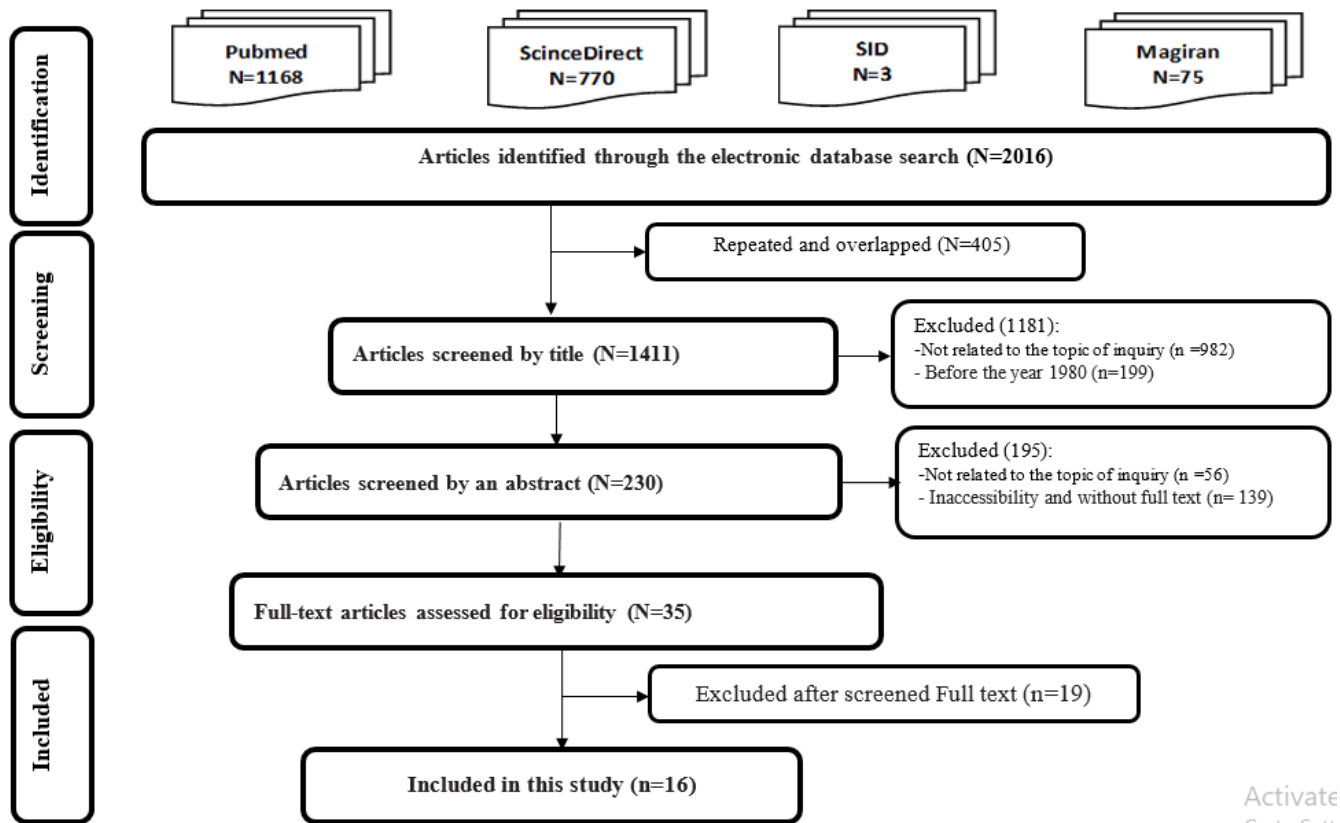 Identification
Pubmed
N=1168
ScinceDirect
N=770
SID
N=3
Magiran
N=75
Articles identified through the electronic database search (N=2016)
Repeated and overlapped (N=405)
Screening
Articles screened by title (N=1411)
Excluded (1181):
-Not related to the topic of inquiry (n =982)
- Before the year 1980 (n=199)
Eligibility
Articles screened by an abstract (N=230)
Excluded (195):
-Not related to the topic of inquiry (n =56)
- Inaccessibility and without full text (n= 139)
Full-text articles assessed for eligibility (N=35)
Included
Excluded after screened Full text (n=19)
Included in this study (n=16)
Activate